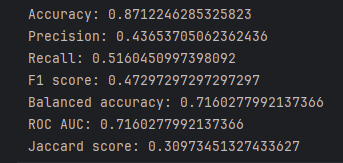 Accuracy: 0.8712246285325823
Precision: 0.43653705062362436
Recall: 0.5160450997398092
F1 score: 0.47297297297297297
Balanced accuracy: 0.7160277992137366
ROC AUC: 0.7160277992137366
Jaccard score: 0.30973451327433627